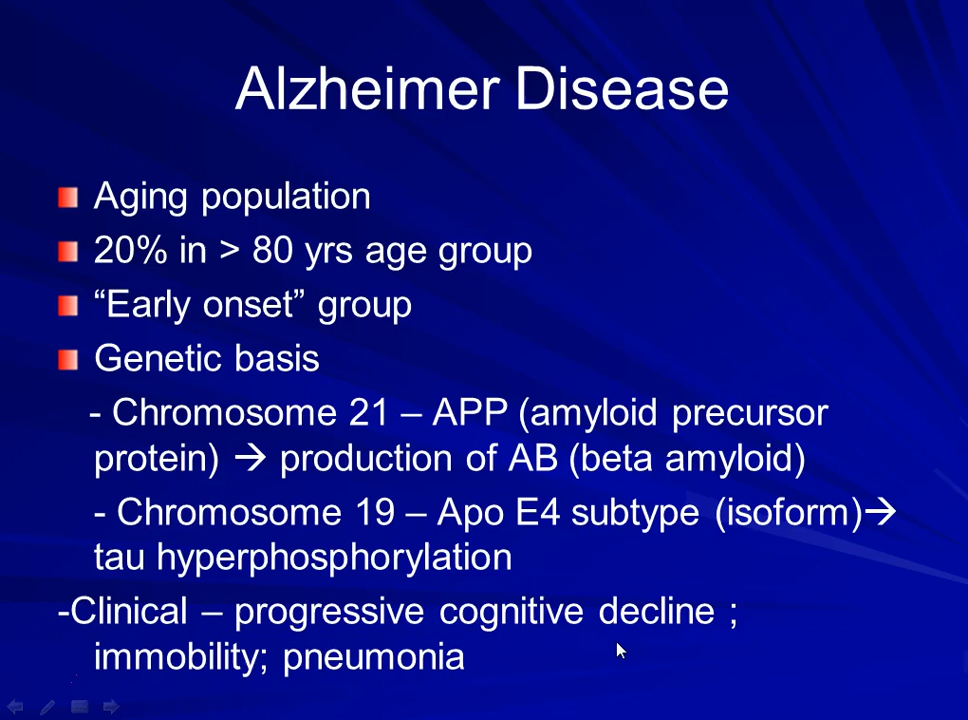 Alzheimer Disease
Aging population
20% in > 80 yrs age group
“Early onset” group
Genetic basis
- Chromosome 21 – APP (amyloid precursor
protein) → production of AB (beta amyloid)
- Chromosome 19 – Apo E4 subtype (isoform)→
tau hyperphosphorylation
-Clinical – progressive cognitive decline ;
immobility; pneumonia